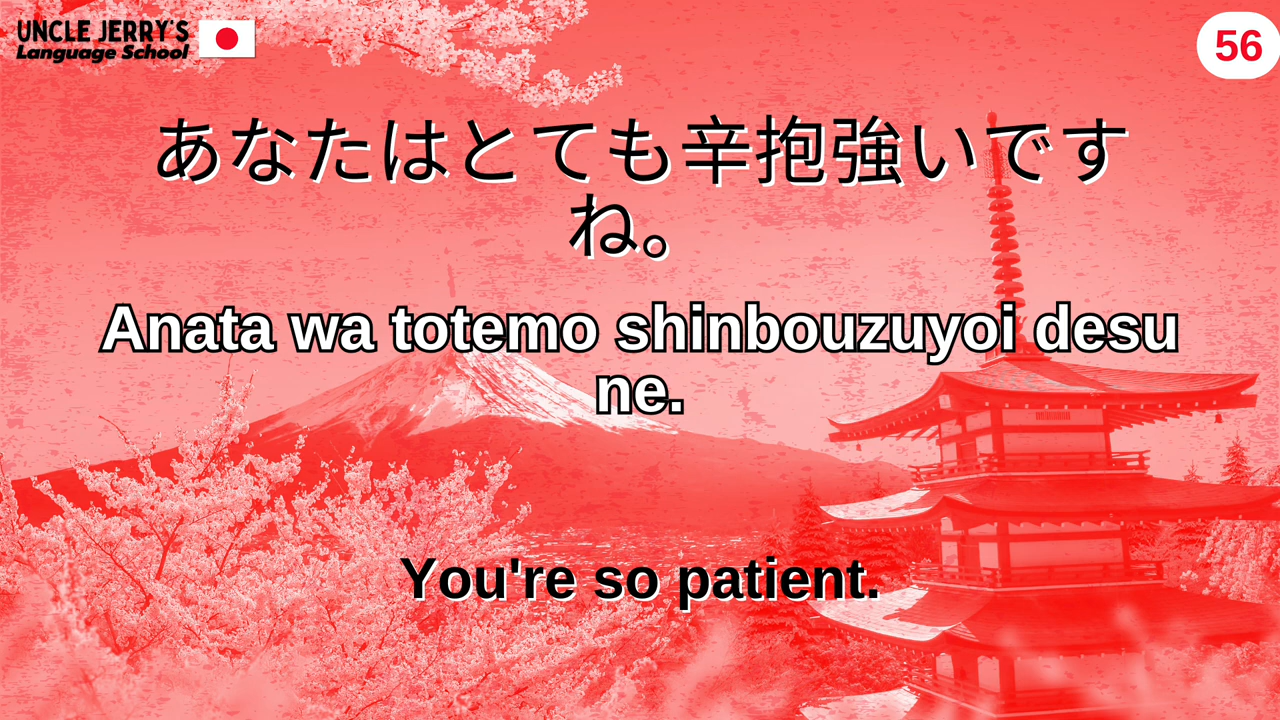 UNCLE JERRY'S
Language School
56
あなたはとても辛抱強いです
ね。
Anata wa totemo shinbouzuyoi desu
ne.
You're so patient.